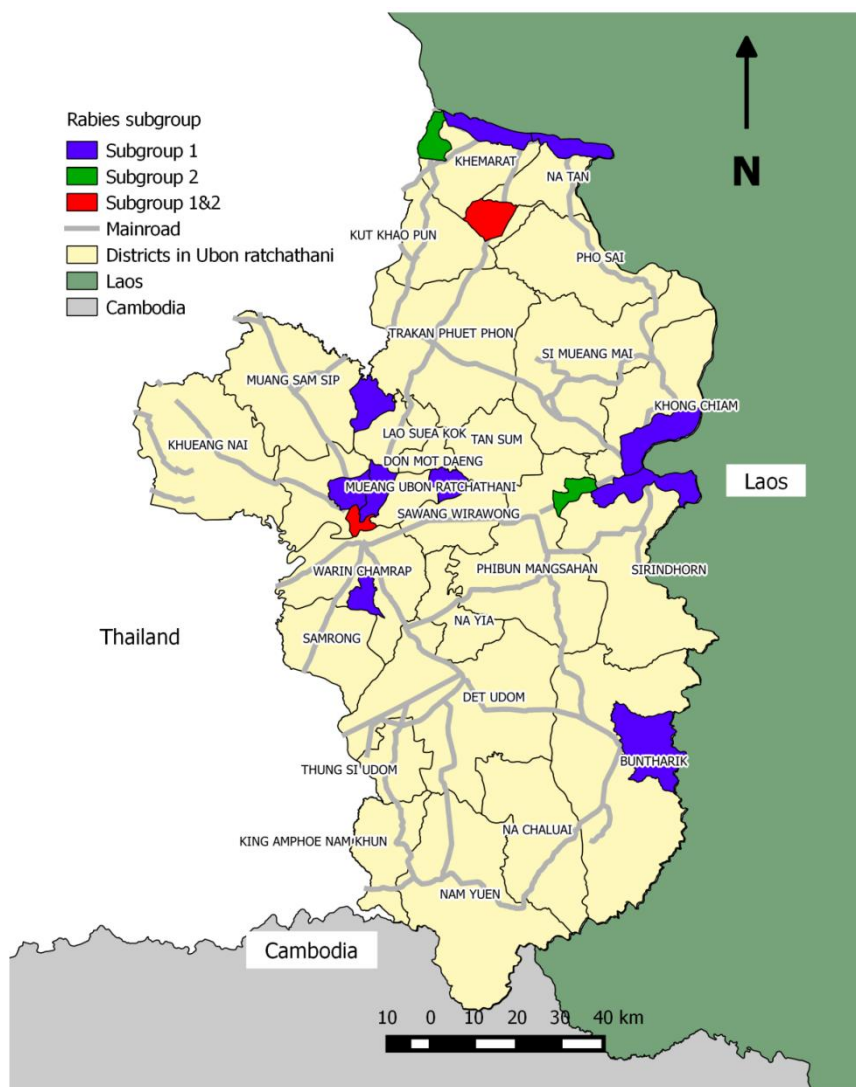 N
Rabies subgroup
Subgroup 1
Subgroup 2
Subgroup 1&2
Mainroad
Districts in Ubon ratchathani
Laos
Cambodia
KHEMARAT
NA TAN
KUT KHAO PUN
PHO SAI
TRAKAN PHUET PHON
SI MUEANG MAI
MUANG SAM SIP
KHONG CHIAM
LAO SUEA KOK
TAN SUM
KHUEANG NAI
DON MOT DAENG
MUEANG UBON RATCHATHANI
Laos
SAWANG WIRAWONG
WARIN CHAMRAP
PHIBUN MANGSAHAN
SIRINDHORN
Thailand
NA YIA
SAMRONG
DET UDOM
THUNG SI UDOM
BUNTHARIK
NA CHALUAI
KING AMPHOE NAM KHUN
NAM YUEN
Cambodia
10 0 10 20 30 40 km